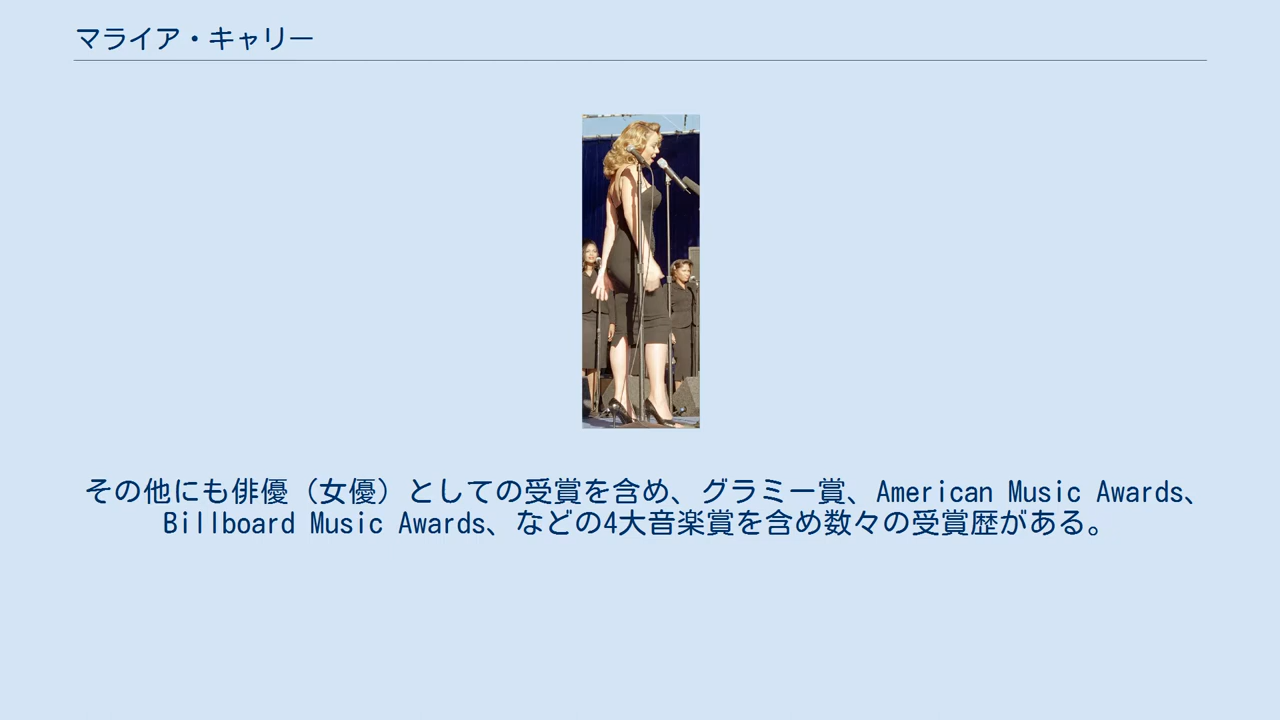 マライア・キャリー
その他にも俳優（女優）としての受賞を含め、グラミー賞、American Music Awards、
Billboard Music Awards、などの4大音楽賞を含め数々の受賞歴がある。